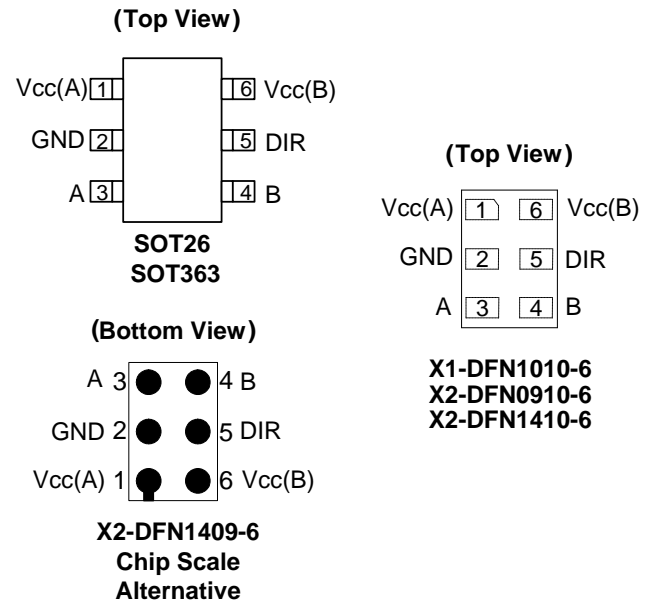 (Top View)
Vcc(A) 1 6 Vcc(B)
GND 2 5 DIR
A 3 4 B
SOT26
SOT363
(Top View)
Vcc(A) 1 6 Vcc(B)
GND 2 5 DIR
A 3 4 B
X1-DFN1010-6
X2-DFN0910-6
X2-DFN1410-6
(Bottom View)
A 3 4 B
GND 2 5 DIR
Vcc(A) 1 6 Vcc(B)
X2-DFN1409-6
Chip Scale
Alternative